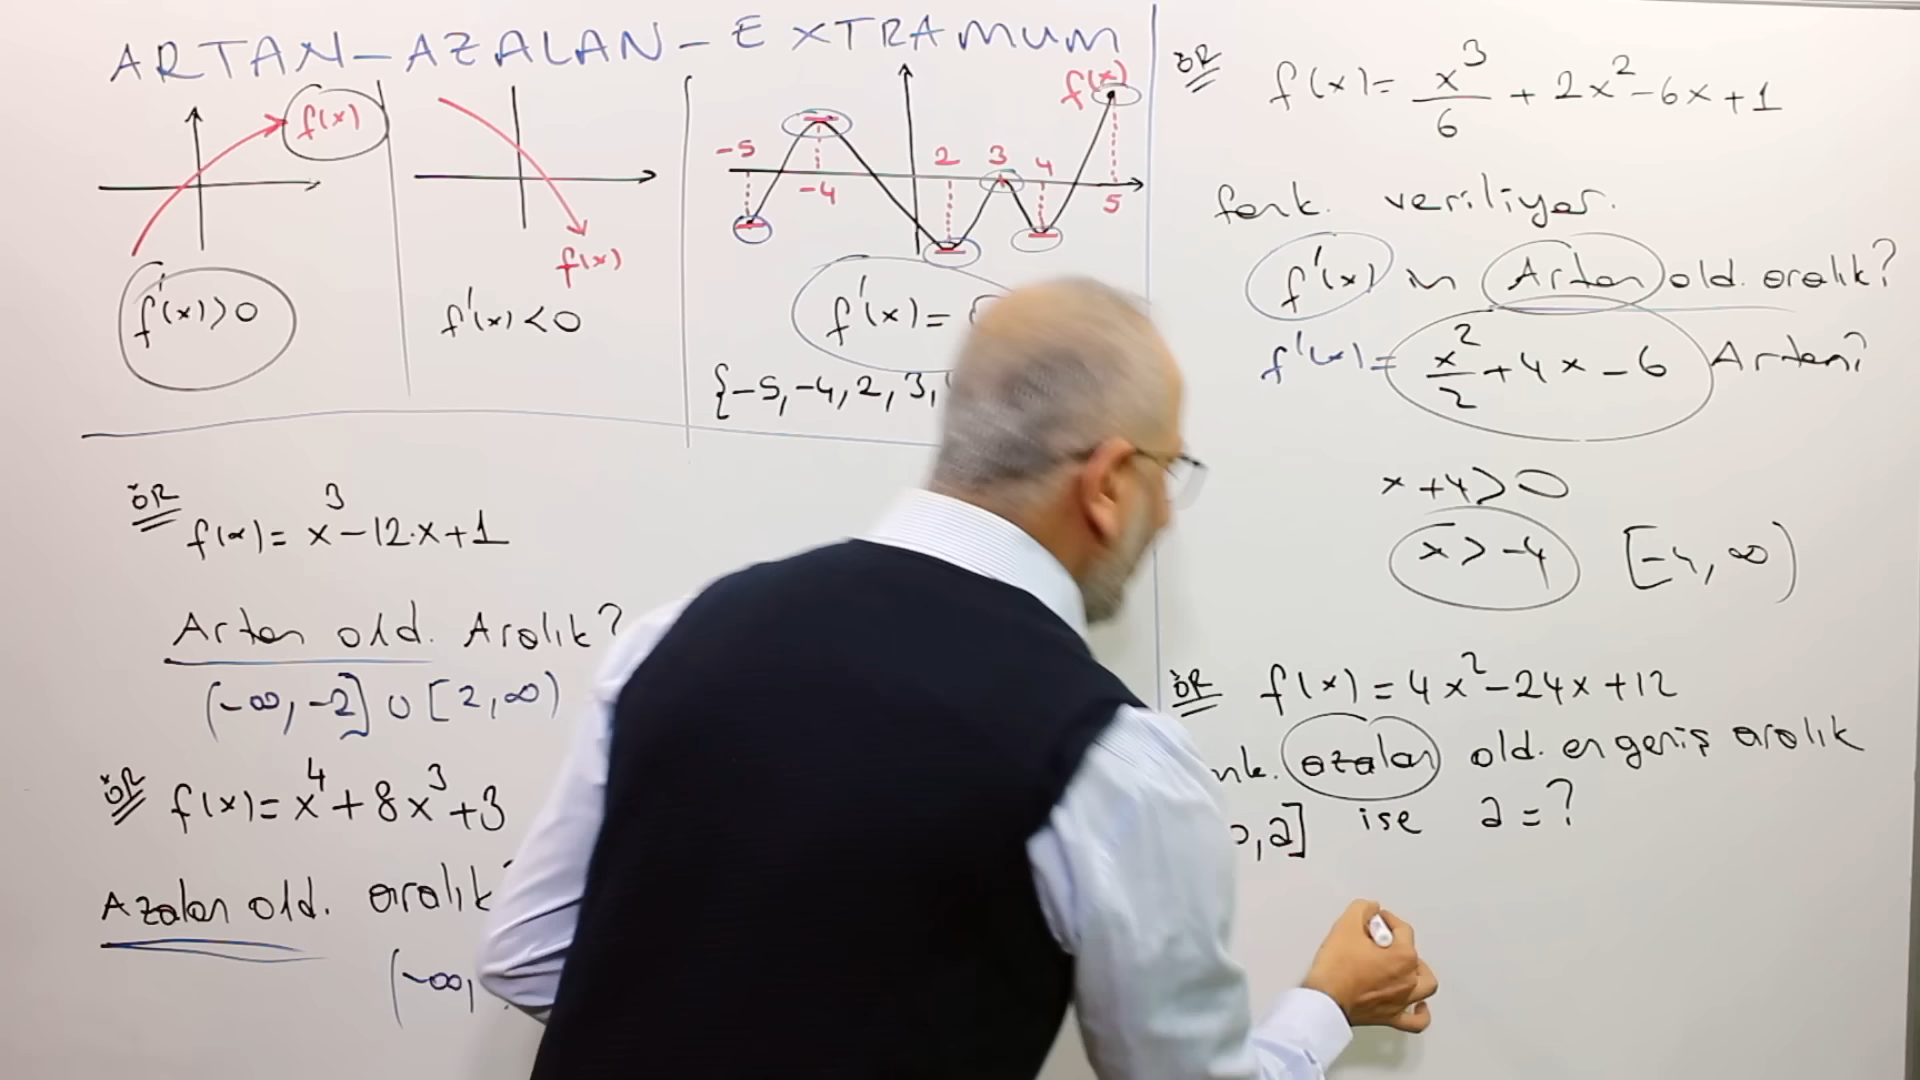 ARTAN-AZALAN-EXTRAMUM
f(x)
f'(x)>0
f(x)
f'(x)<0
f(x)
-5
-4
2
3
4
5
f'(x)=
{-5,-4,2,3,
ÖR
f(x)=x³-12.x+1
Artan old. Aralık?
(-∞,-2] ∪ [2,∞)
ÖR
f(x)=x⁴+8x³+3
Azalan old. aralık
(-∞,
ÖR
f(x)= x³/6 + 2x²-6x+1
fonk. veriliyor.
f'(x) in Artan old. aralık?
f'(x)= x²/2 +4x-6 Artan?
x+4>0
x>-4 [-4,∞)
ÖR f(x)=4x²-24x+12
nk. azalan old. en geniş aralık
,a] ise a=?